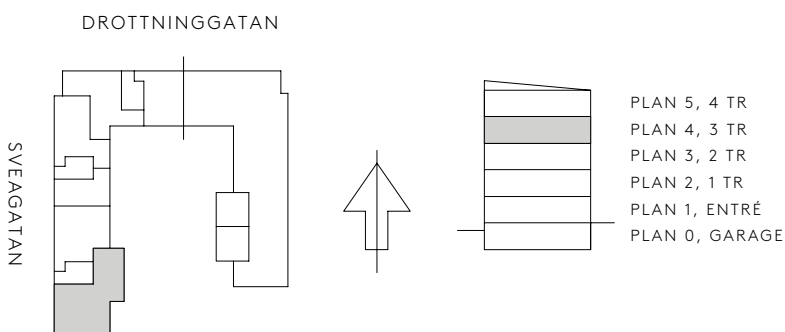 DROTTNINGGATAN
SVEAGATAN
PLAN 5, 4 TR
PLAN 4, 3 TR
PLAN 3, 2 TR
PLAN 2, 1 TR
PLAN 1, ENTRÉ
PLAN 0, GARAGE